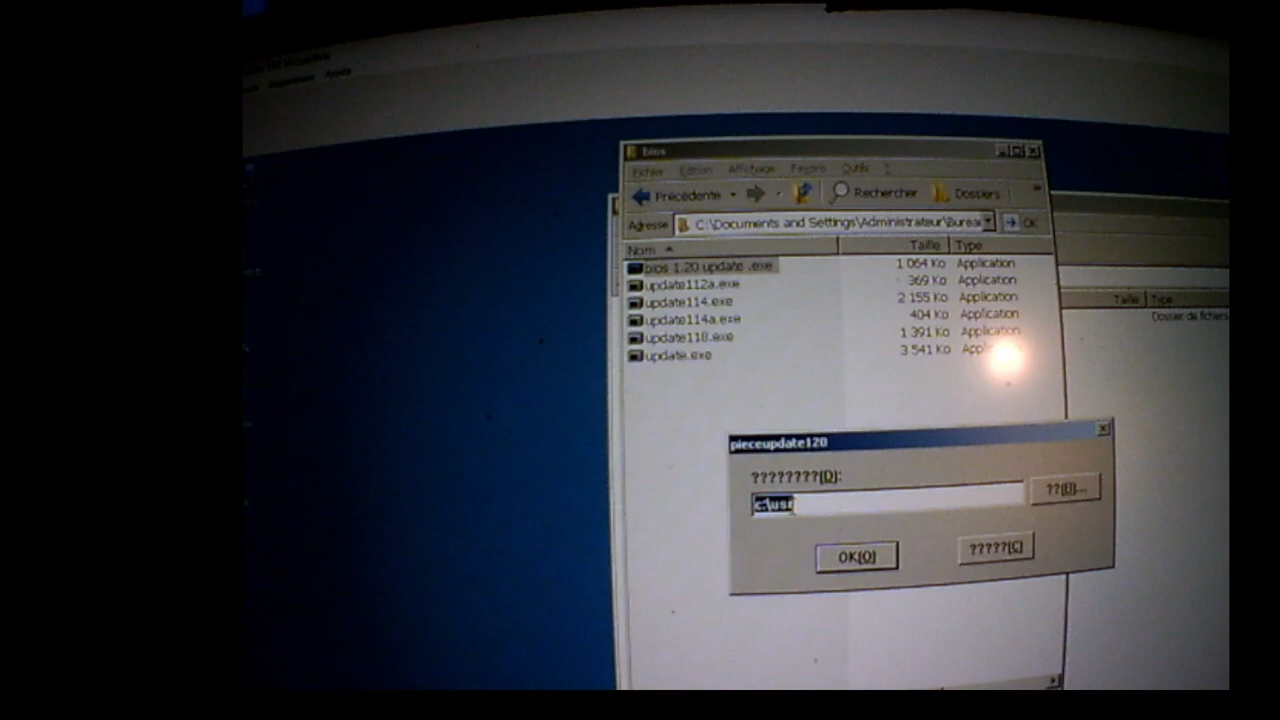 Ayuda
bios
Fichier Edition Affichage Favoris Outils ?
Précédente Rechercher Dossiers »
Adresse C:\Documents and Settings\Administrateur\Burea OK
Nom Taille Type
bios 1.20 update .exe 1 064 Ko Application
update112a.exe 369 Ko Application
update114.exe 2 155 Ko Application
update114a.exe 404 Ko Application
update118.exe 1 391 Ko Application
update.exe 3 541 Ko
Taille Type
Dossier de fichiers
pieceupdate120
????????(D):
c:\usr
??(B)...
OK(O)
?????(C)